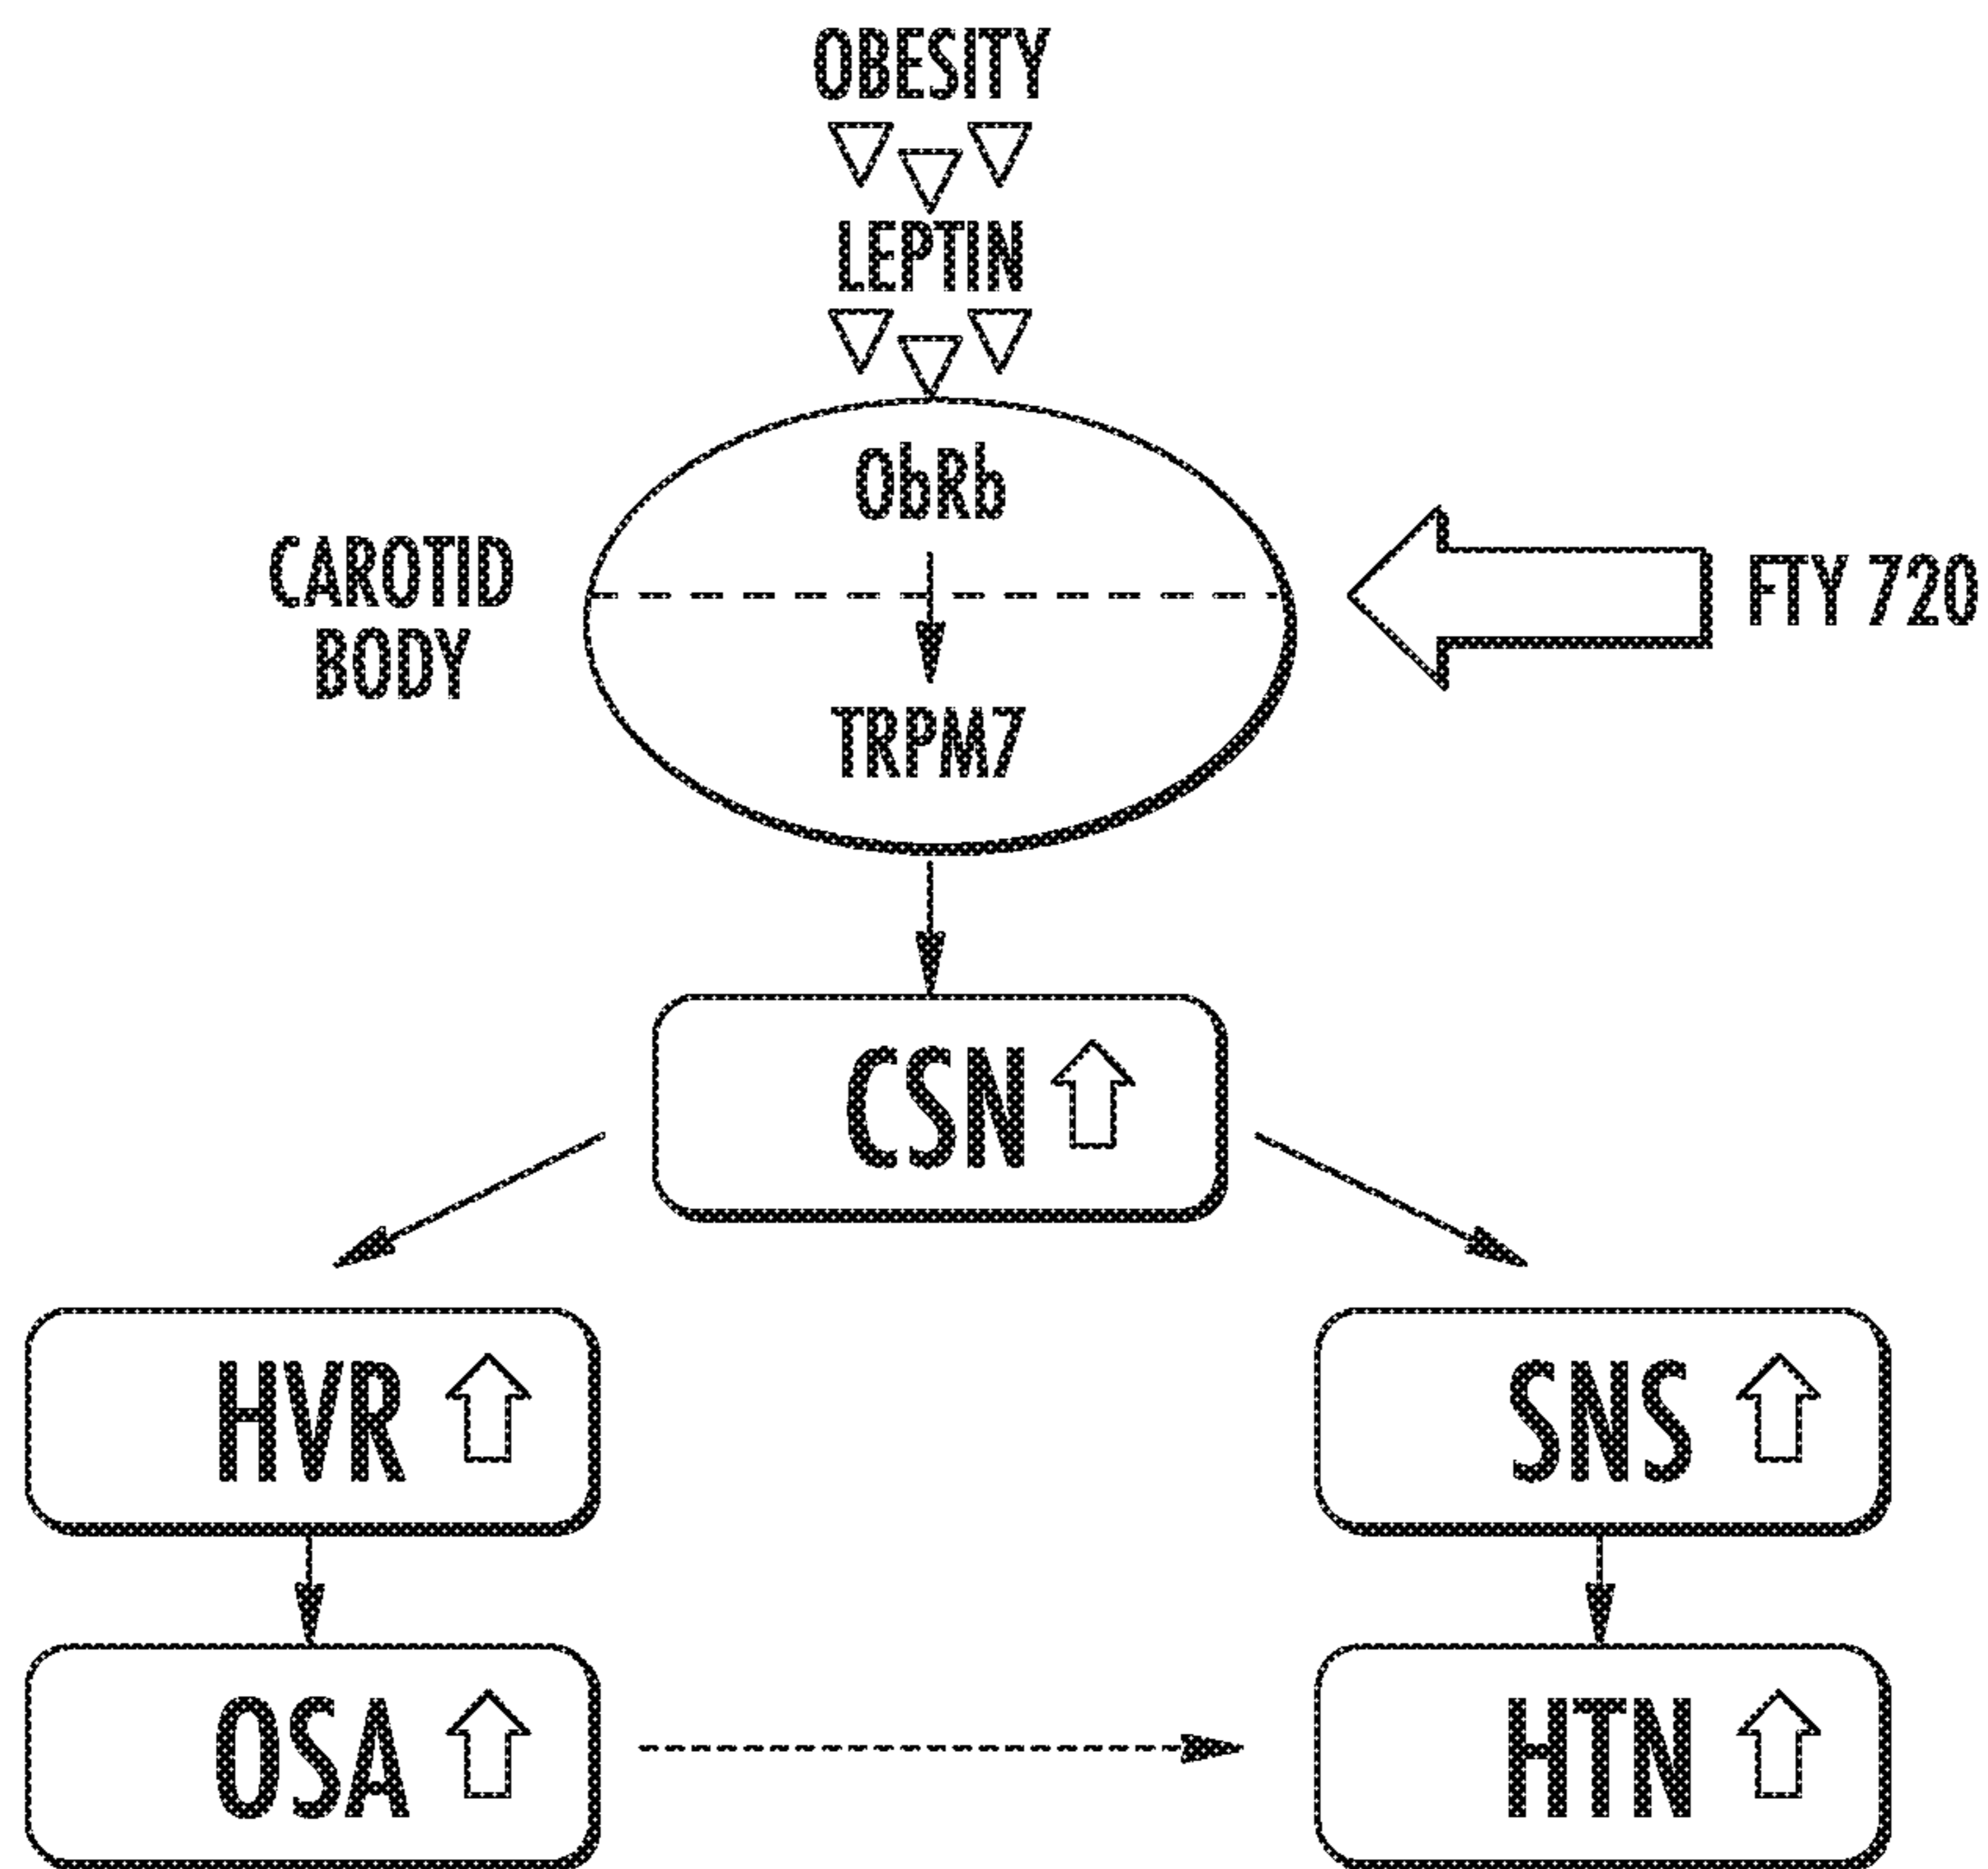 OBESITY
LEPTIN
ObRb
CAROTID
BODY
FTY 720
TRPM7
CSN
HVR
SNS
OSA
HTN